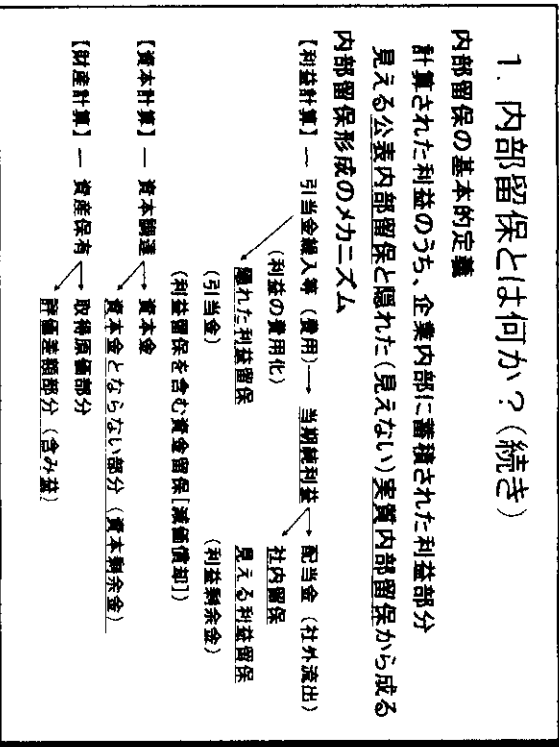 1. 内部留保とは何か？(続き)
内部留保の基本的定義
計算された利益のうち、企業内部に蓄積された利益部分
見える公表内部留保と隠れた(見えない)実質内部留保から成る
内部留保形成のメカニズム
【利益計算】 — 引当金繰入等（費用）→ 当期純利益 → 配当金（社外流出）
(利益の費用化) 社内留保
隠れた利益留保 見える利益留保
(引当金) (利益剰余金)
(利益留保を含む資金留保[減価償却])
【資本計算】 — 資本調達 → 資本金
資本金とならない部分（資本剰余金）
【財産計算】 — 資産保有 → 取得原価部分
評価差額部分（含み益）